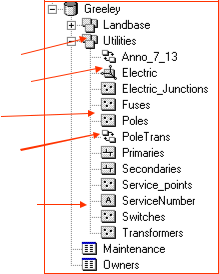 Greeley
Landbase
Utilities
Anno_7_13
Electric
Electric_Junctions
Fuses
Poles
PoleTrans
Primaries
Secondaries
Service_points
A ServiceNumber
Switches
Transformers
Maintenance
Owners